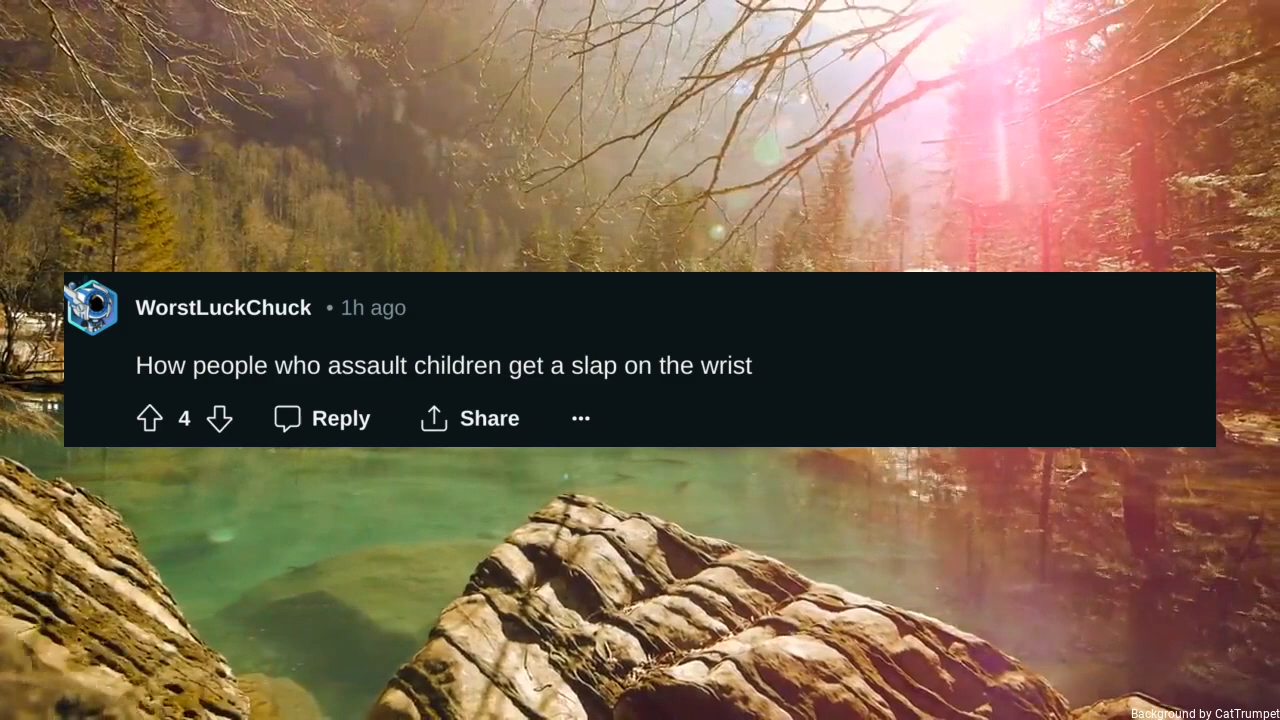 WorstLuckChuck • 1h ago
How people who assault children get a slap on the wrist
4 Reply Share ···
Background by CatTrumpet